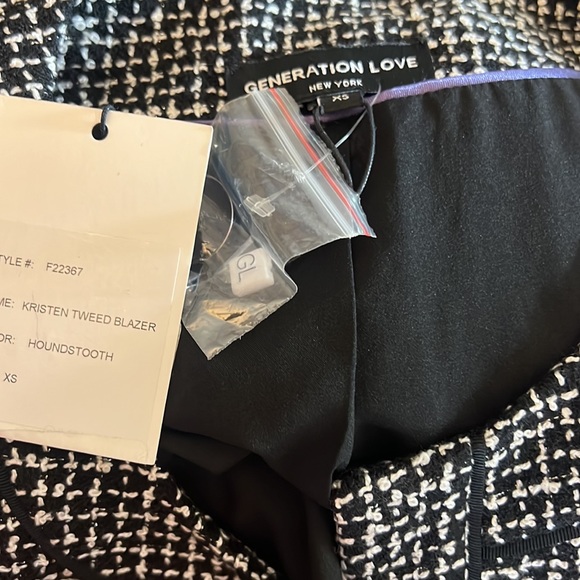 GENERATION LOVE
NEW YORK
XS
GL
TYLE #: F22367
ME: KRISTEN TWEED BLAZER
OR: HOUNDSTOOTH
XS